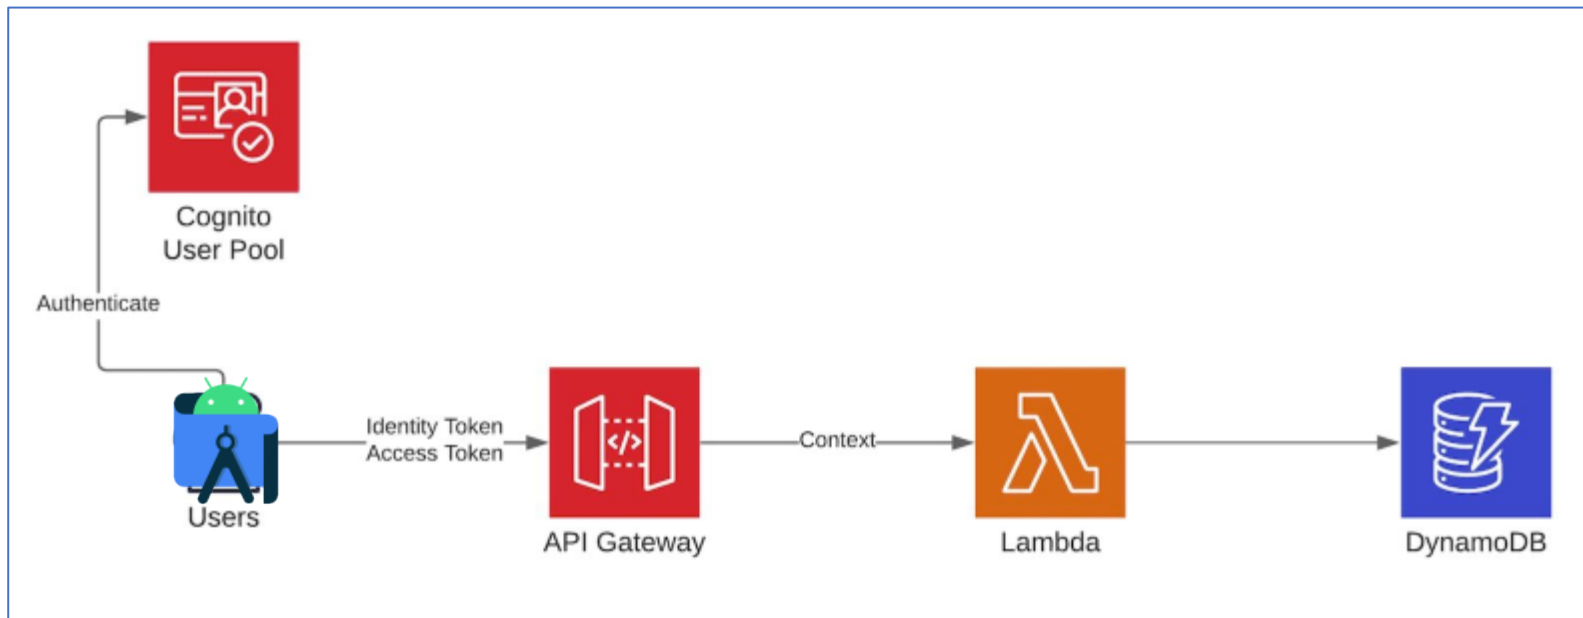 Cognito
User Pool
Authenticate
Users
Identity Token
Access Token
</>
API Gateway
Context
Lambda
DynamoDB